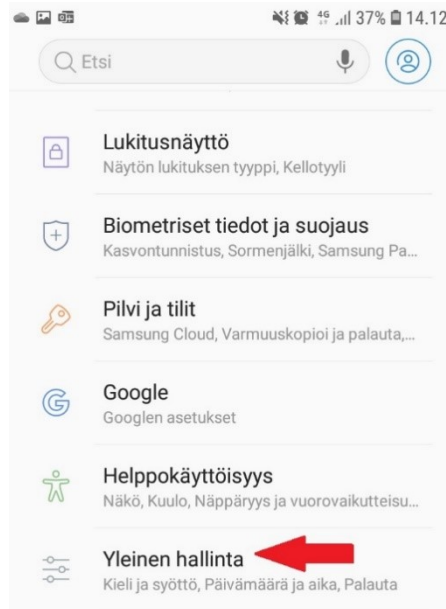 4G 37% 14.12
Etsi
Lukitusnäyttö
Näytön lukituksen tyyppi, Kellotyyli
Biometriset tiedot ja suojaus
Kasvontunnistus, Sormenjälki, Samsung Pa...
Pilvi ja tilit
Samsung Cloud, Varmuuskopioi ja palauta,...
Google
Googlen asetukset
Helppokäyttöisyys
Näkö, Kuulo, Näppäryys ja vuorovaikutteisu...
Yleinen hallinta
Kieli ja syöttö, Päivämäärä ja aika, Palauta